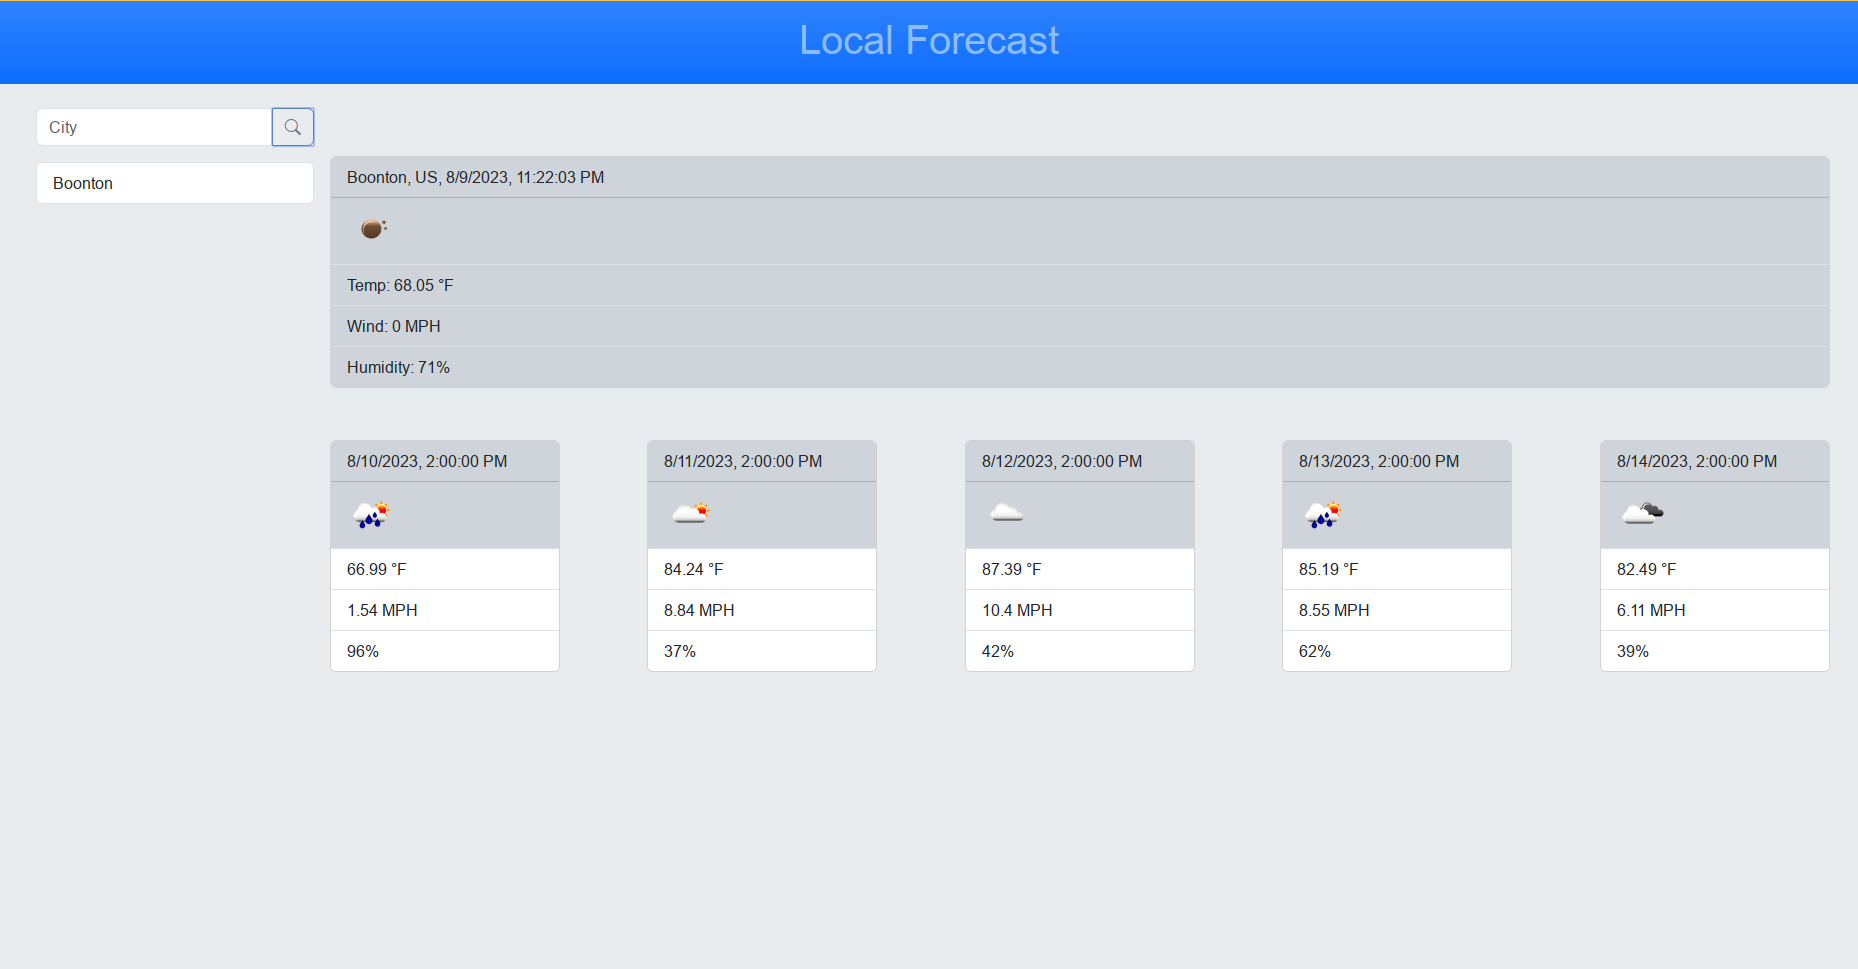 Local Forecast
City
Boonton
Boonton, US, 8/9/2023, 11:22:03 PM
Temp: 68.05 °F
Wind: 0 MPH
Humidity: 71%
8/10/2023, 2:00:00 PM
66.99 °F
1.54 MPH
96%
8/11/2023, 2:00:00 PM
84.24 °F
8.84 MPH
37%
8/12/2023, 2:00:00 PM
87.39 °F
10.4 MPH
42%
8/13/2023, 2:00:00 PM
85.19 °F
8.55 MPH
62%
8/14/2023, 2:00:00 PM
82.49 °F
6.11 MPH
39%